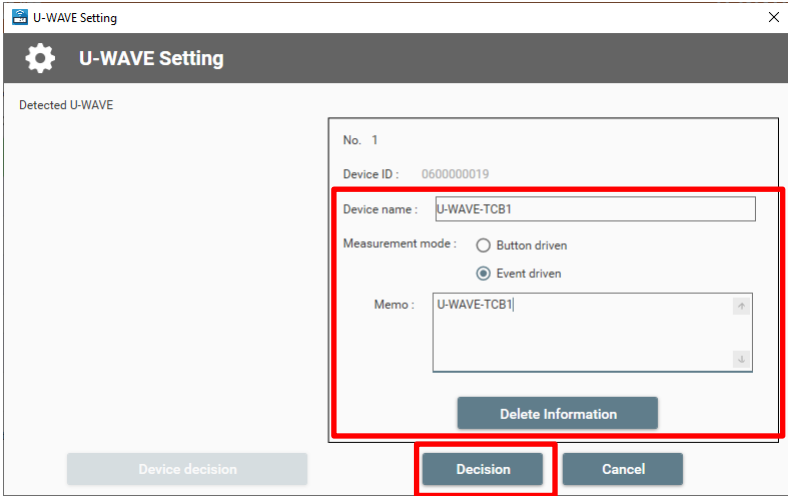 U-WAVE Setting
U-WAVE Setting
Detected U-WAVE
No. 1
Device ID : 0600000019
Device name : U-WAVE-TCB1
Measurement mode : Button driven
Event driven
Memo : U-WAVE-TCB1
Delete Information
Device decision Decision Cancel